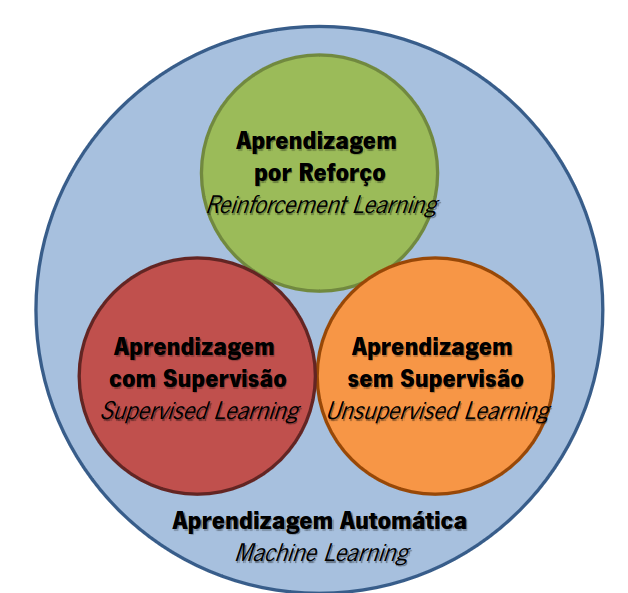 Aprendizagem
por Reforço
Reinforcement Learning
Aprendizagem
com Supervisão
Supervised Learning
Aprendizagem
sem Supervisão
Unsupervised Learning
Aprendizagem Automática
Machine Learning